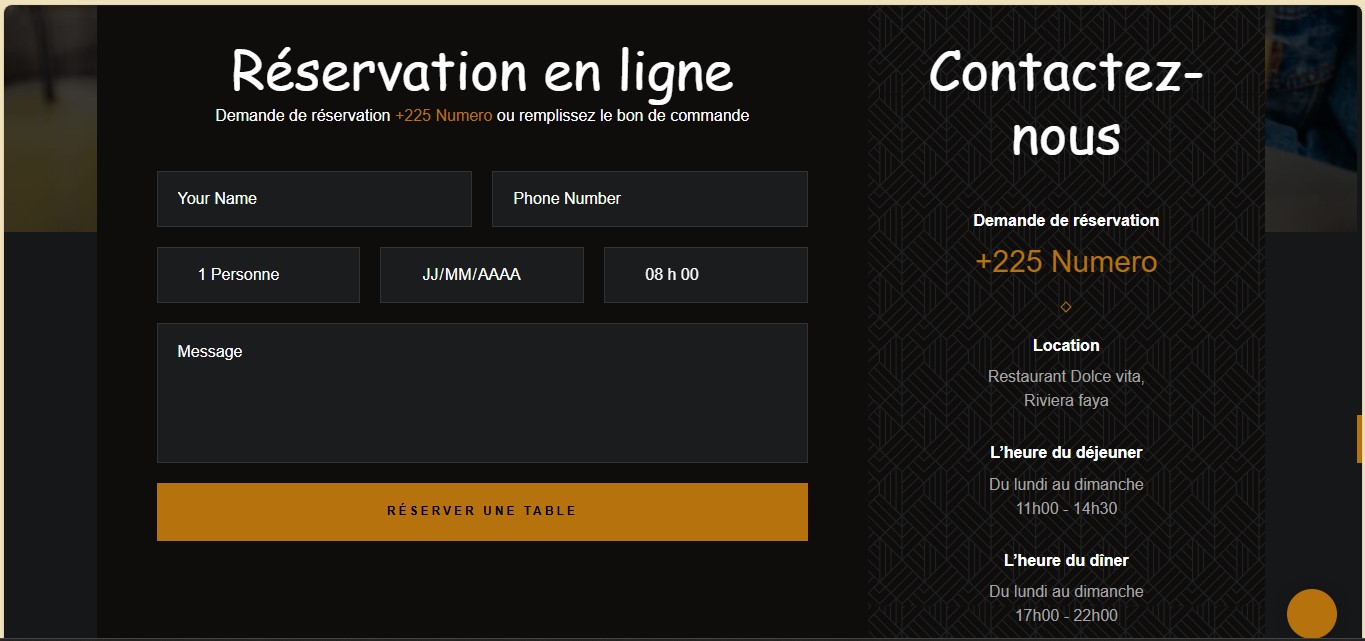 Réservation en ligne
Demande de réservation +225 Numero ou remplissez le bon de commande
Your Name
Phone Number
1 Personne
JJ/MM/AAAA
08 h 00
Message
RÉSERVER UNE TABLE
Contactez-
nous
Demande de réservation
+225 Numero
Location
Restaurant Dolce vita,
Riviera faya
L’heure du déjeuner
Du lundi au dimanche
11h00 - 14h30
L’heure du dîner
Du lundi au dimanche
17h00 - 22h00